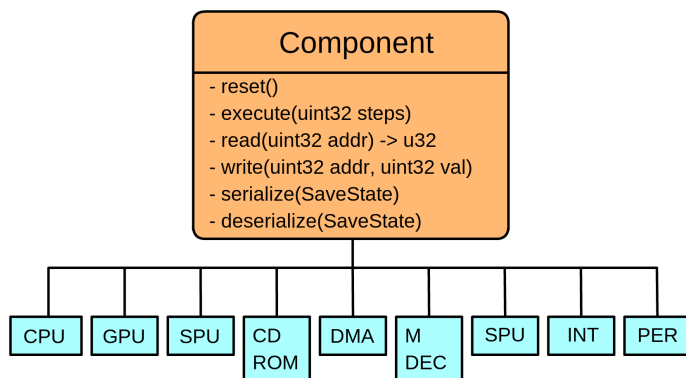 Component
- reset()
- execute(uint32 steps)
- read(uint32 addr) -> u32
- write(uint32 addr, uint32 val)
- serialize(SaveState)
- deserialize(SaveState)
CPU
GPU
SPU
CD
ROM
DMA
M
DEC
SPU
INT
PER